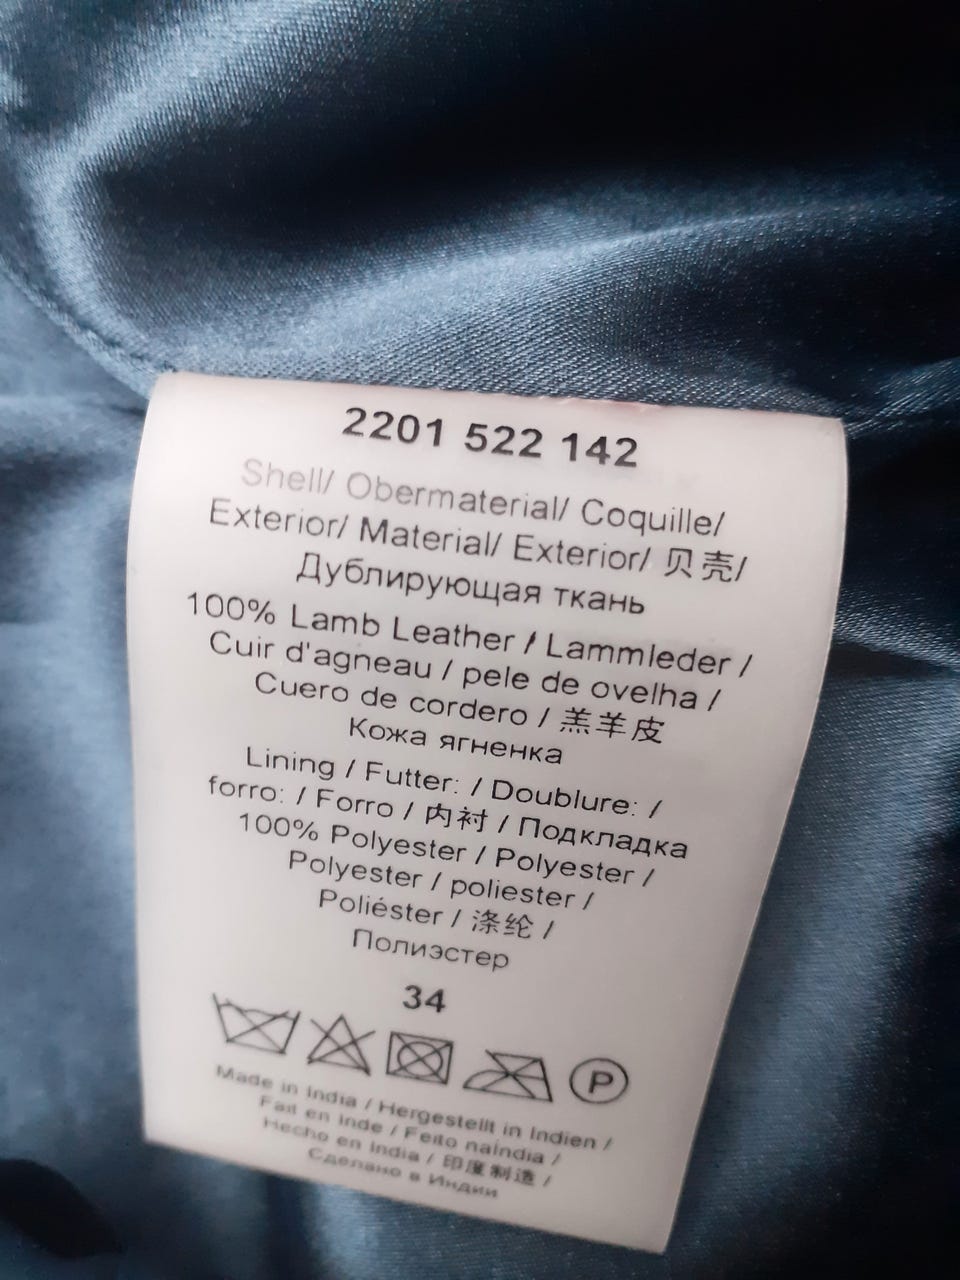 2201 522 142
Shell/ Obermaterial/ Coquille/
Exterior/ Material/ Exterior/ 贝壳/
Дублирующая ткань
100% Lamb Leather / Lammleder /
Cuir d'agneau / pele de ovelha /
Cuero de cordero / 羔羊皮
Кожа ягненка
Lining / Futter: / Doublure: /
forro: / Forro / 内衬 / Подкладка
100% Polyester / Polyester /
Polyester / poliester /
Poliéster / 涤纶 /
Полиэстер
34
P
Made in India / Hergestellt in Indien /
Fait en Inde / Feito naíndia /
Hecho en India / 印度制造 /
Сделано в Индии